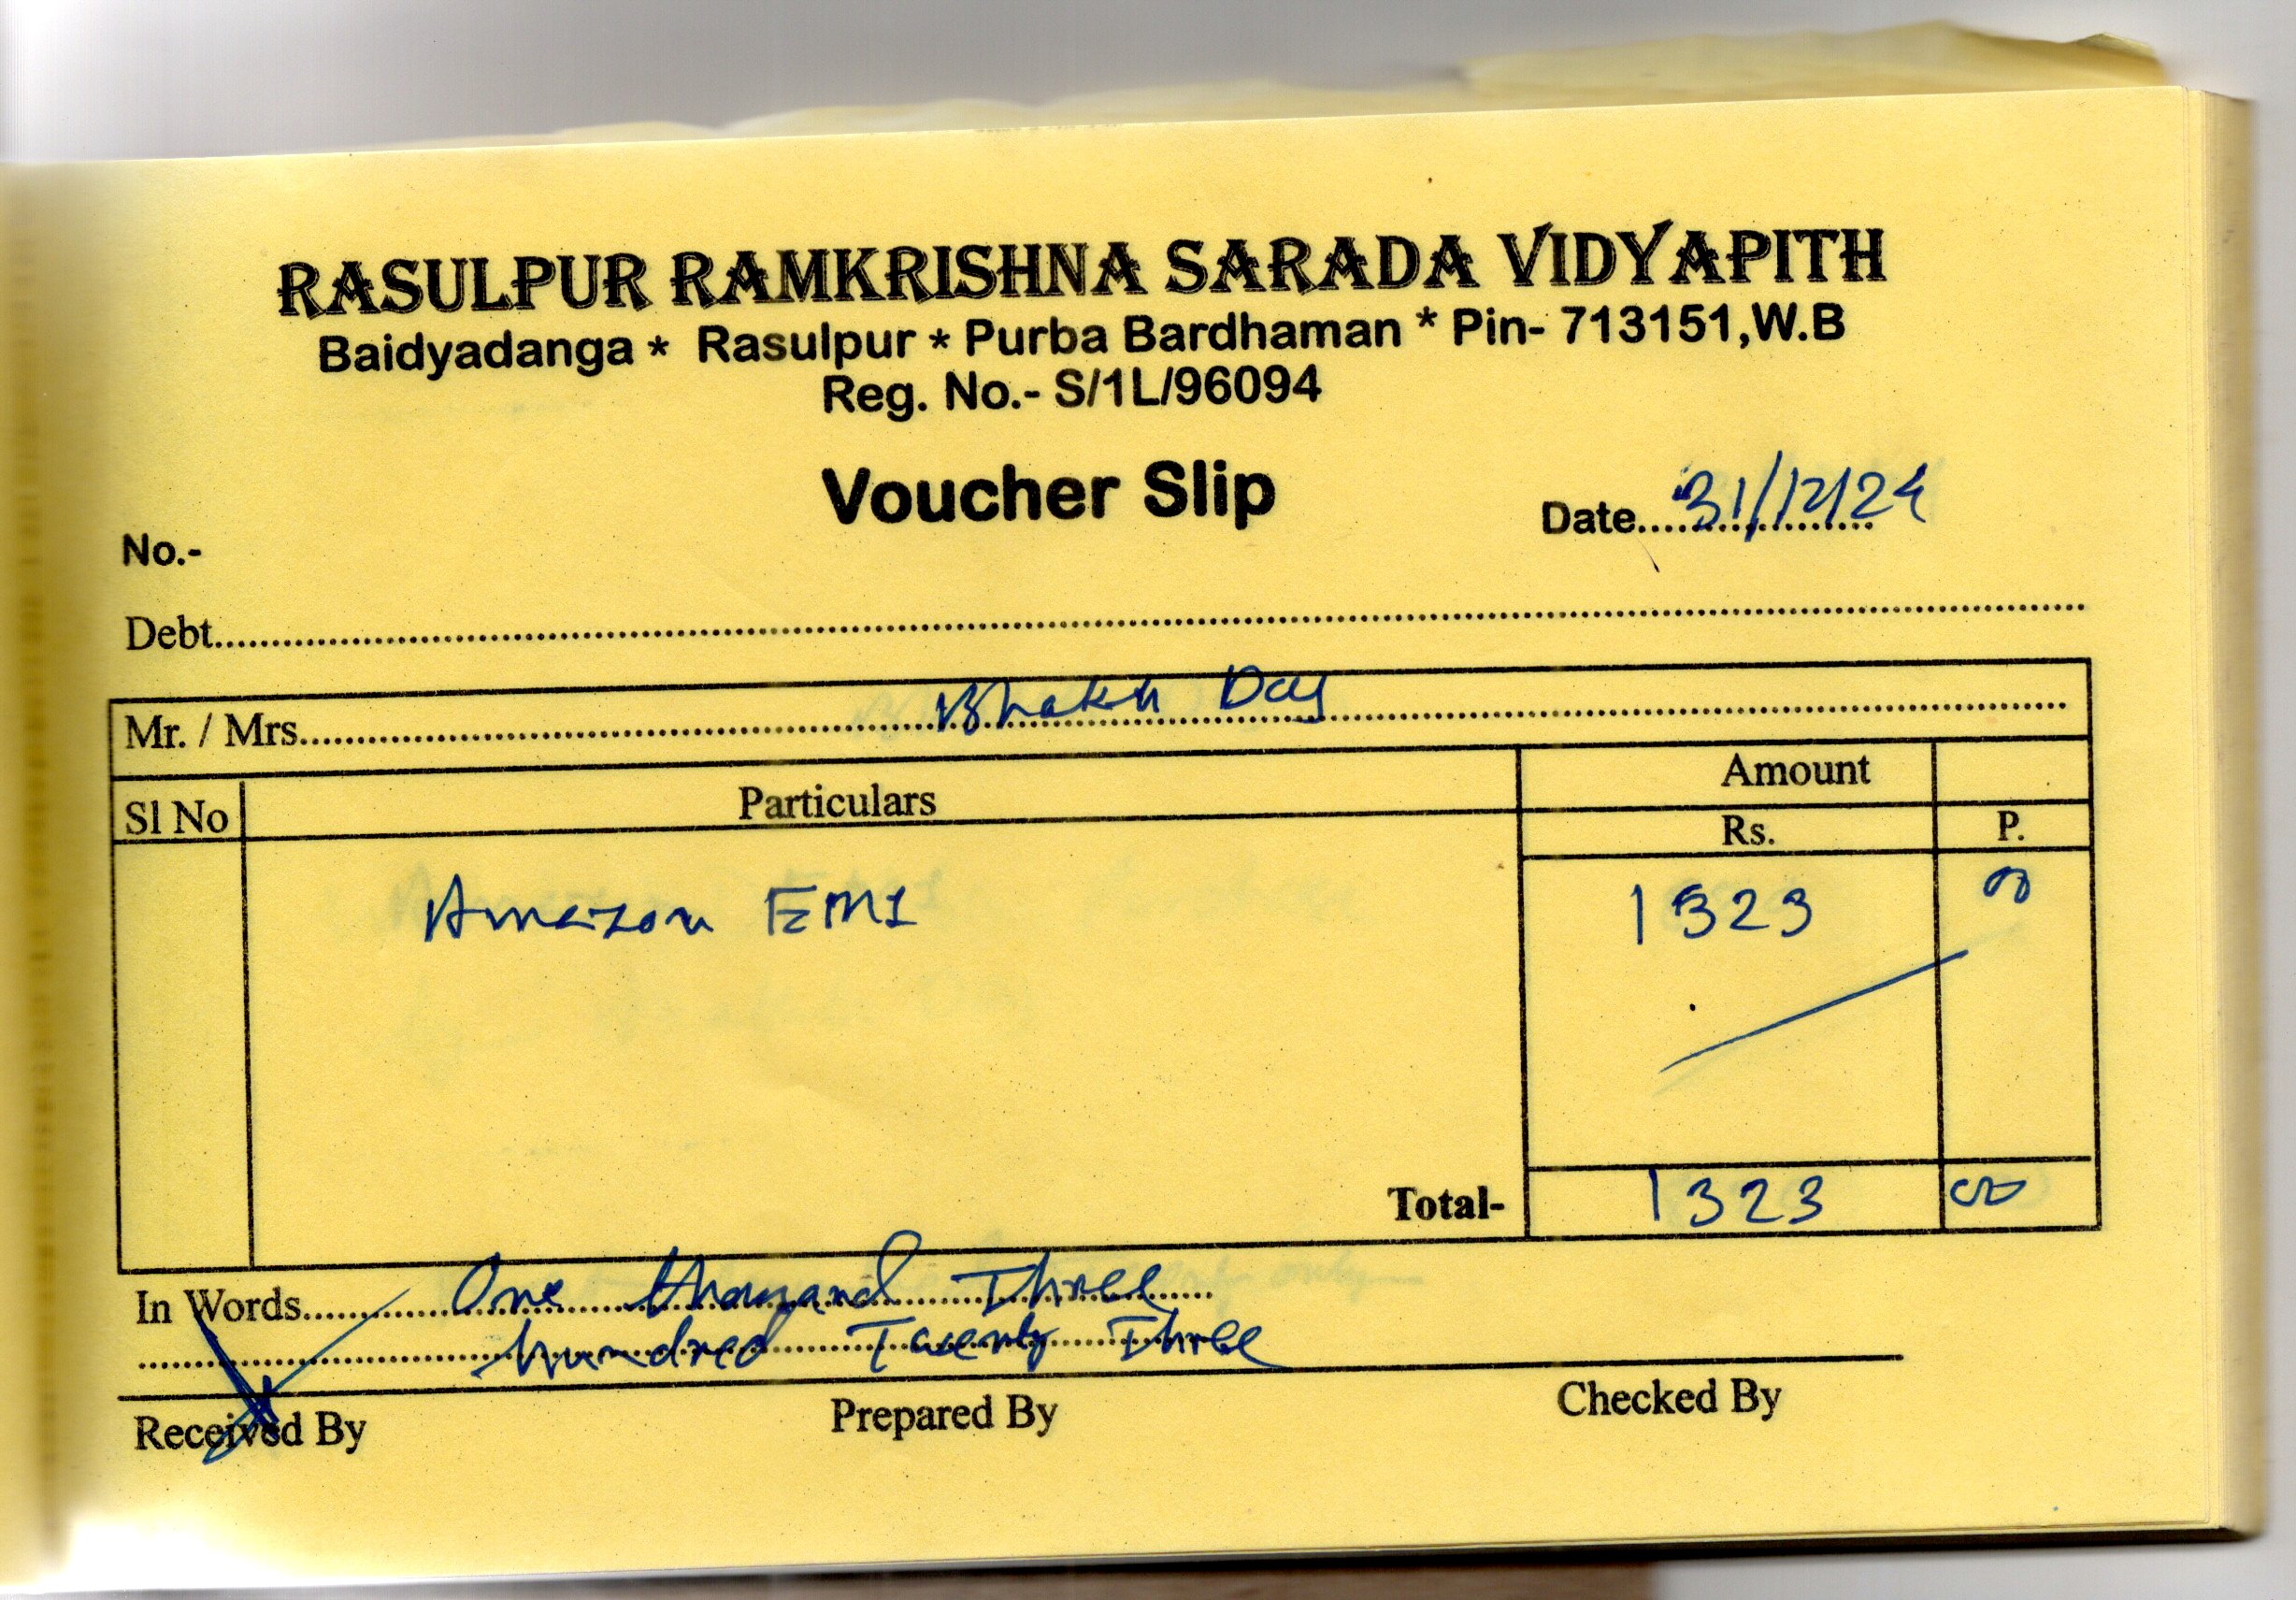 RASULPUR RAMKRISHNA SARADA VIDYAPITH
Baidyadanga * Rasulpur * Purba Bardhaman * Pin- 713151,W.B
Reg. No.- S/1L/96094
Voucher Slip
Date....31/12/24
No.-
Debt
Mr. / Mrs. Bhakti Das
Sl No Particulars Amount
Rs. P.
Amazon EMI 1323 00
Total- 1323 00
In Words. One thousand Three
hundred Twenty Three
Received By Prepared By Checked By